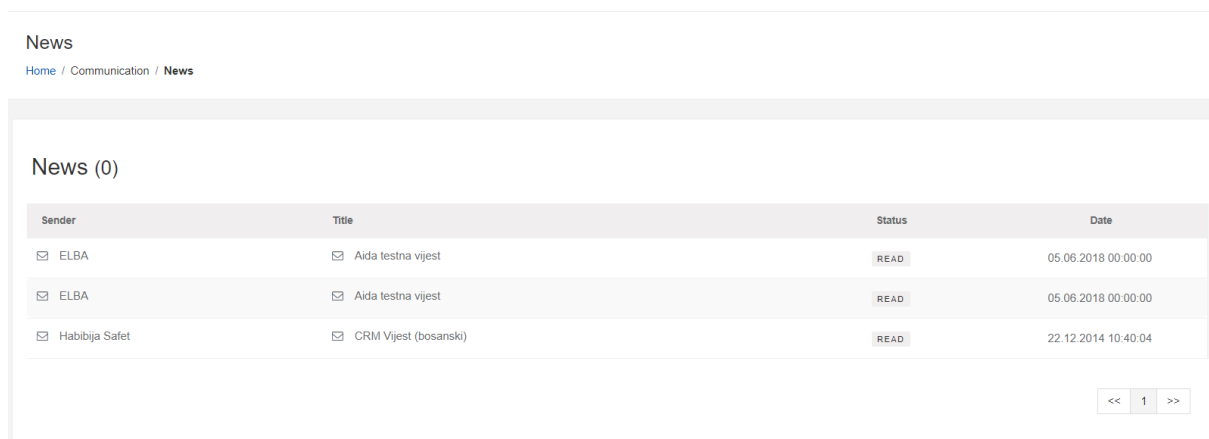 News
Home / Communication / News
News (0)
Sender Title Status Date
ELBA Aida testna vijest READ 05.06.2018 00:00:00
ELBA Aida testna vijest READ 05.06.2018 00:00:00
Habibija Safet CRM Vijest (bosanski) READ 22.12.2014 10:40:04
<< 1 >>